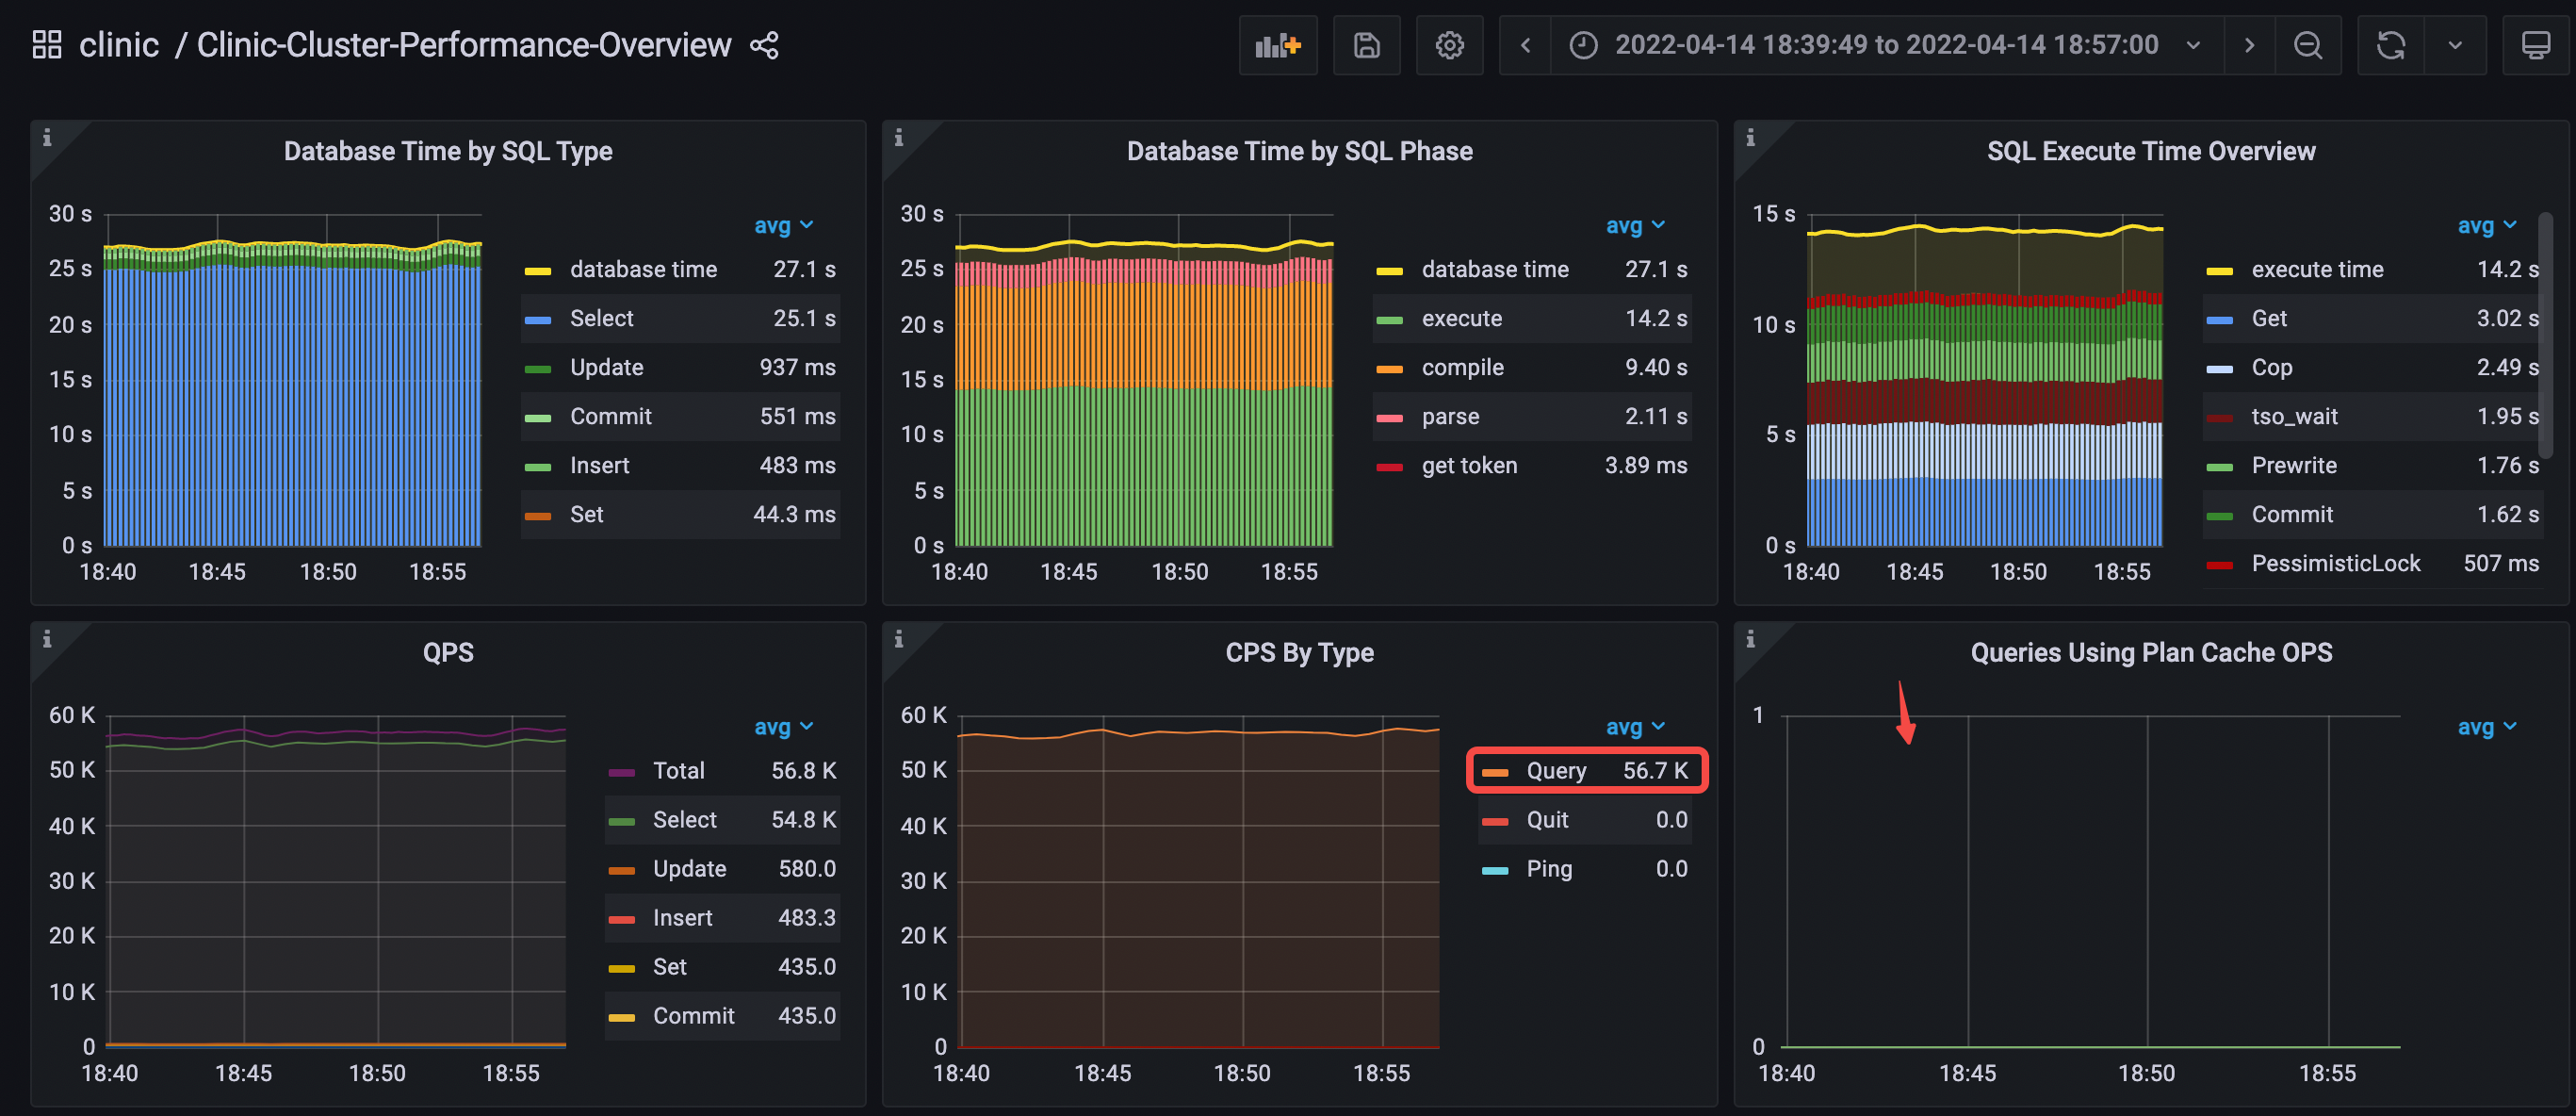 clinic / Clinic-Cluster-Performance-Overview
2022-04-14 18:39:49 to 2022-04-14 18:57:00
Database Time by SQL Type
30 s
25 s
20 s
15 s
10 s
5 s
0 s
18:40 18:45 18:50 18:55
avg
database time 27.1 s
Select 25.1 s
Update 937 ms
Commit 551 ms
Insert 483 ms
Set 44.3 ms
Database Time by SQL Phase
30 s
25 s
20 s
15 s
10 s
5 s
0 s
18:40 18:45 18:50 18:55
avg
database time 27.1 s
execute 14.2 s
compile 9.40 s
parse 2.11 s
get token 3.89 ms
SQL Execute Time Overview
15 s
10 s
5 s
0 s
18:40 18:45 18:50 18:55
avg
execute time 14.2 s
Get 3.02 s
Cop 2.49 s
tso_wait 1.95 s
Prewrite 1.76 s
Commit 1.62 s
PessimisticLock 507 ms
QPS
60 K
50 K
40 K
30 K
20 K
10 K
0
18:40 18:45 18:50 18:55
avg
Total 56.8 K
Select 54.8 K
Update 580.0
Insert 483.3
Set 435.0
Commit 435.0
CPS By Type
60 K
50 K
40 K
30 K
20 K
10 K
0
18:40 18:45 18:50 18:55
avg
Query 56.7 K
Quit 0.0
Ping 0.0
Queries Using Plan Cache OPS
1
0
18:40 18:45 18:50 18:55
avg